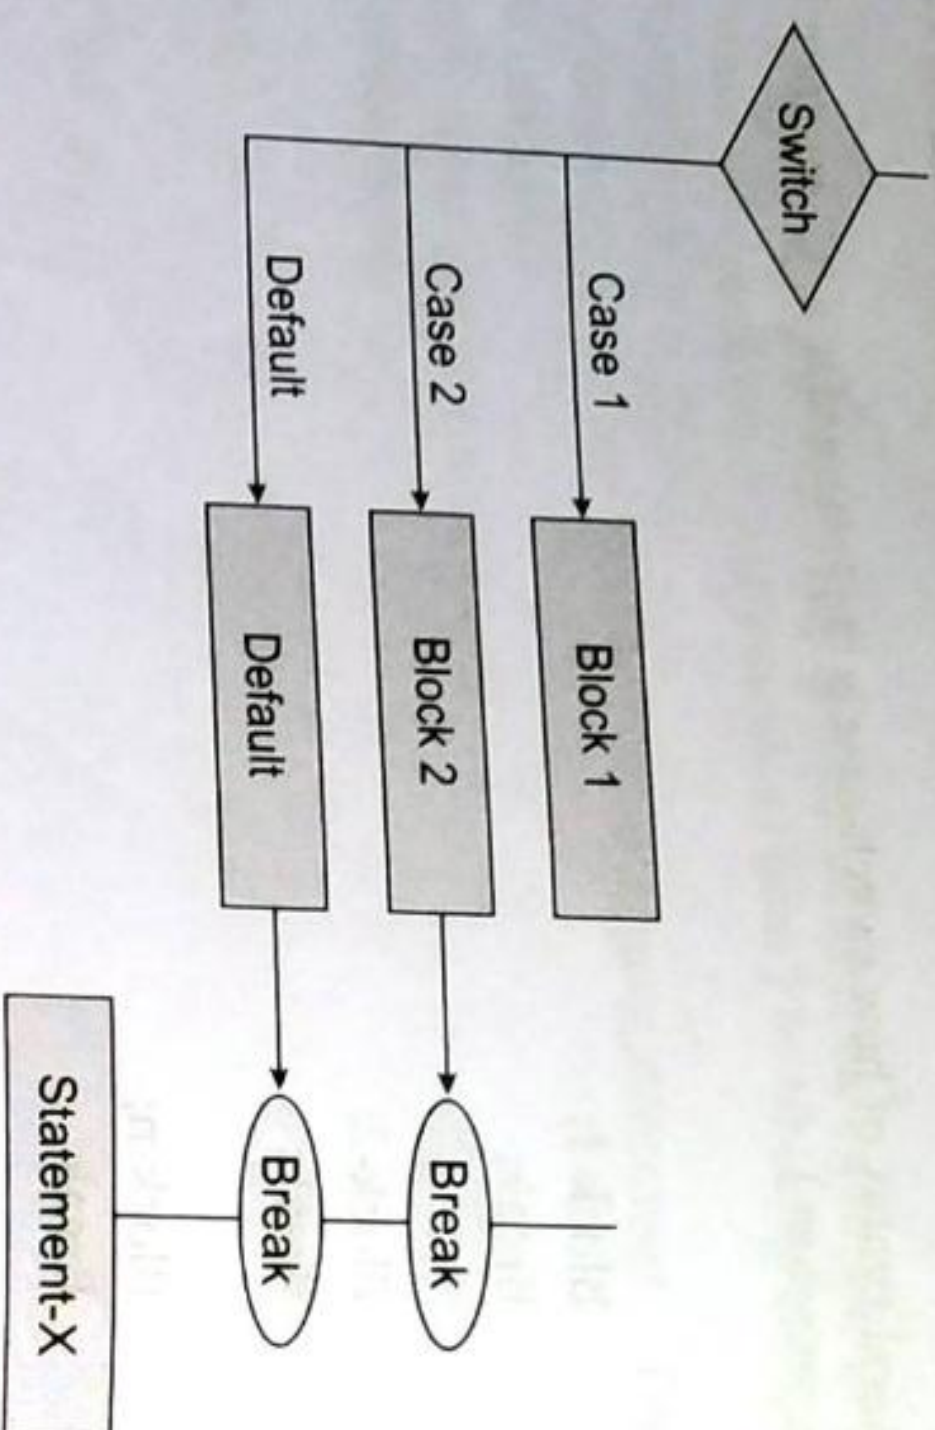 Switch
Case 1
Block 1
Case 2
Block 2
Break
Default
Default
Break
Statement-X